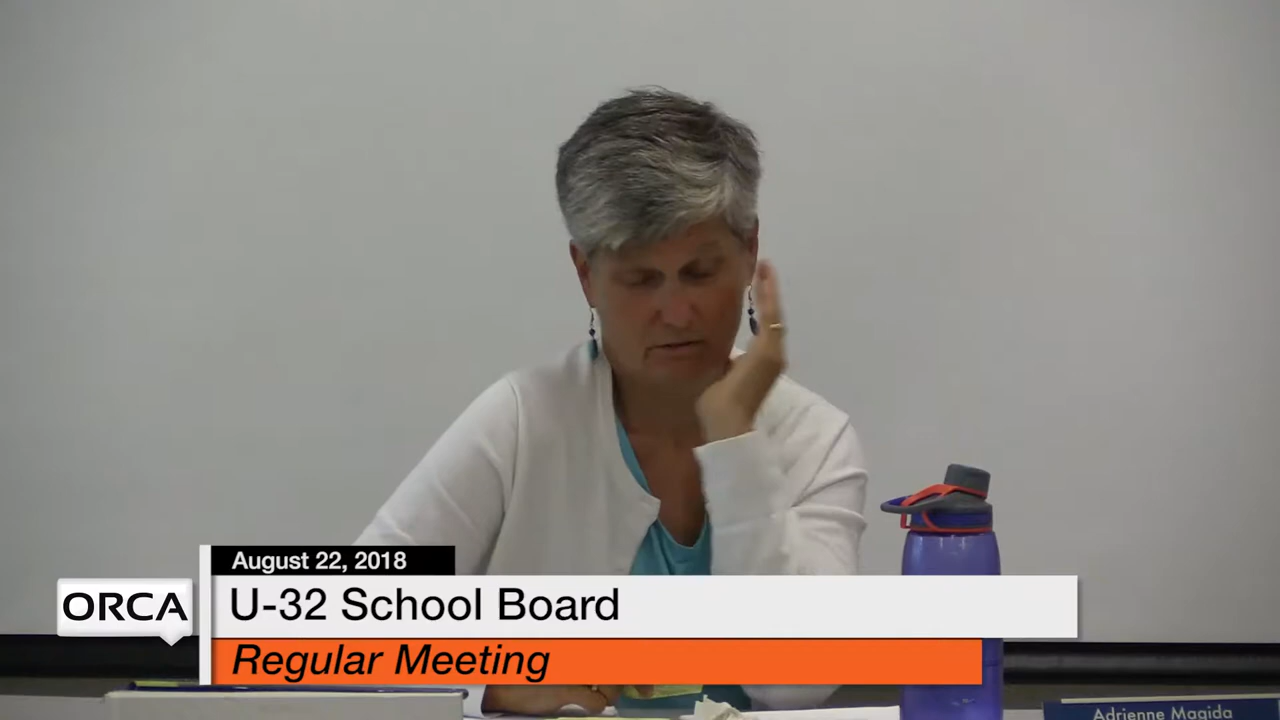 August 22, 2018
ORCA
U-32 School Board
Regular Meeting
Adrienne Magida